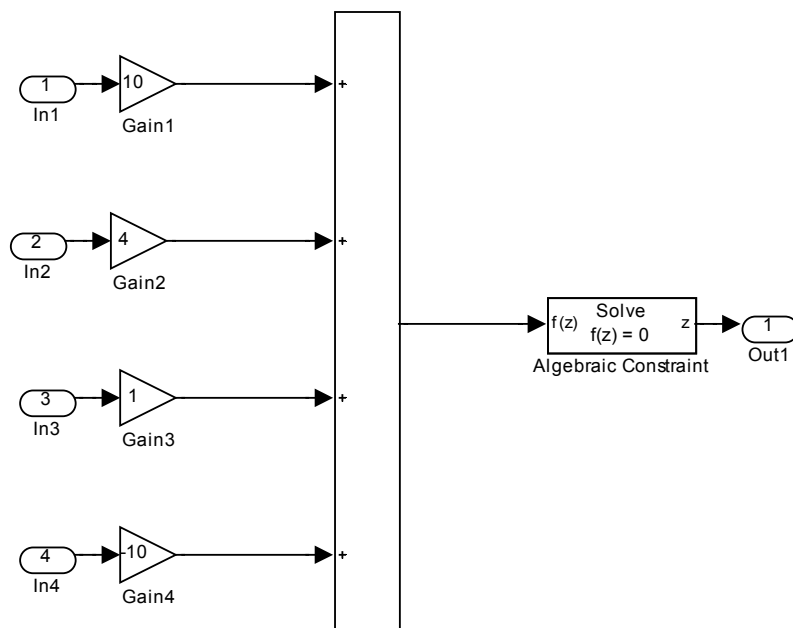 1
In1
10
Gain1
+
2
In2
4
Gain2
+
3
In3
1
Gain3
+
4
In4
-10
Gain4
+
f(z)
Solve
f(z) = 0
z
Algebraic Constraint
1
Out1